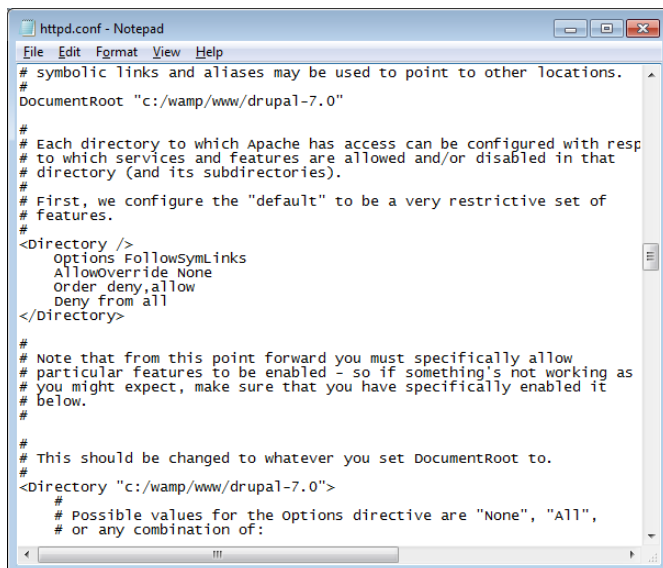 httpd.conf - Notepad
File Edit Format View Help
# symbolic links and aliases may be used to point to other locations.
#
DocumentRoot "c:/wamp/www/drupal-7.0"
#
# Each directory to which Apache has access can be configured with resp
# to which services and features are allowed and/or disabled in that
# directory (and its subdirectories).
#
# First, we configure the "default" to be a very restrictive set of
# features.
#
<Directory />
    Options FollowSymLinks
    AllowOverride None
    Order deny,allow
    Deny from all
</Directory>
#
# Note that from this point forward you must specifically allow
# particular features to be enabled - so if something's not working as
# you might expect, make sure that you have specifically enabled it
# below.
#
#
# This should be changed to whatever you set DocumentRoot to.
#
<Directory "c:/wamp/www/drupal-7.0">
    #
    # Possible values for the Options directive are "None", "All",
    # or any combination of: